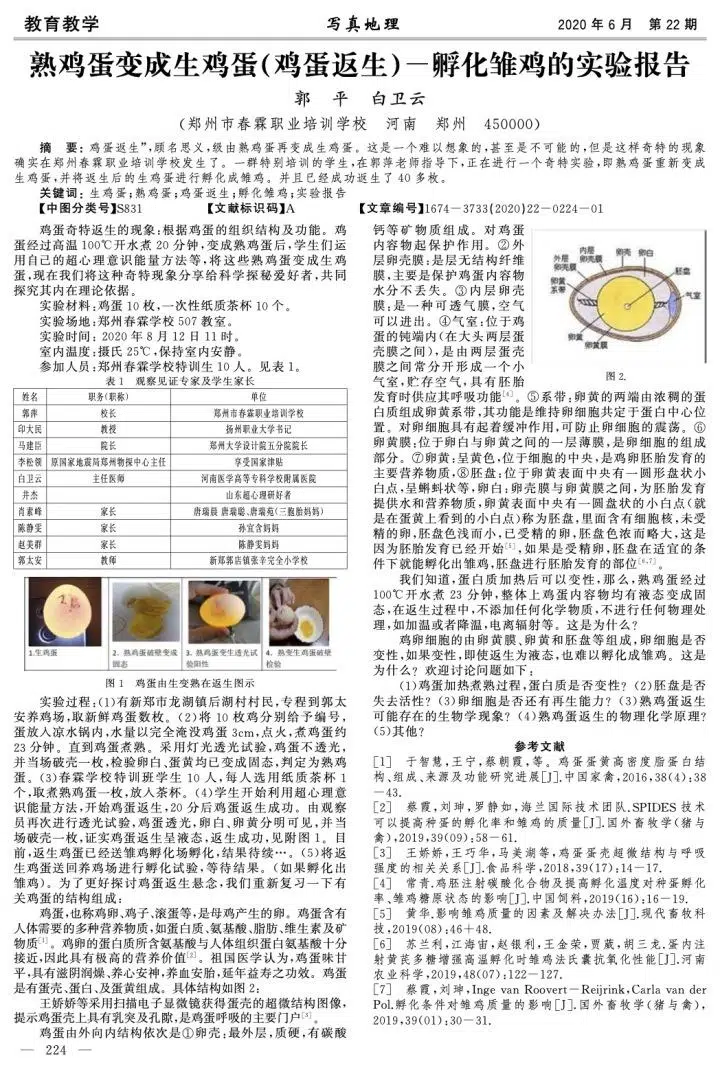 教育教学
写真地理
2020 年 6 月 第 22 期
熟鸡蛋变成生鸡蛋(鸡蛋返生)－孵化雏鸡的实验报告
郭 平 白卫云
(郑州市春霖职业培训学校 河南 郑州 450000)
摘 要: 鸡蛋返生”,顾名思义,级由熟鸡蛋再变成生鸡蛋。这是一个难以想象的,甚至是不可能的,但是这样奇特的现象
确实在郑州春霖职业培训学校发生了。一群特别培训的学生,在郭萍老师指导下,正在进行一个奇特实验,即熟鸡蛋重新变成
生鸡蛋,并将返生后的生鸡蛋进行孵化成雏鸡。并且已经成功返生了 40 多枚。
关键词: 生鸡蛋;熟鸡蛋;鸡蛋返生;孵化雏鸡;实验报告
【中图分类号】S831 【文献标识码】A 【文章编号】1674－3733(2020)22－0224－01
鸡蛋奇特返生的现象:根据鸡蛋的组织结构及功能。鸡
蛋经过高温 100℃开水煮 20 分钟,变成熟鸡蛋后,学生们运
用自己的超心理意识能量方法等,将这些熟鸡蛋变成生鸡
蛋,现在我们将这种奇特现象分享给科学探秘爱好者,共同
探究其内在理论依据。
实验材料:鸡蛋 10 枚,一次性纸质茶杯 10 个。
实验场地:郑州春霖学校 507 教室。
实验时间: 2020 年 8 月 12 日 11 时。
室内温度:摄氏 25℃,保持室内安静。
参加人员:郑州春霖学校特训生 10 人。见表 1。
表 1 观察见证专家及学生家长
姓名 职务(职称) 单位
郭萍 校长 郑州市春霖职业培训学校
印大民 教授 扬州职业大学书记
马建臣 院长 郑州大学设计院五分院院长
李松领 原国家地震局郑州物探中心主任 享受国家津贴
白卫云 主任医师 河南医学高等专科学校附属医院
井杰 山东超心理研好者
肖素峰 家长 唐瑞晨 唐瑞聪、唐瑞苑(三胞胎妈妈)
陈静雯 家长 孙宜含妈妈
赵美群 家长 陈静雯妈妈
郭太安 教师 新郑郭店镇张辛完全小学校
1.生鸡蛋
2. 熟鸡蛋破壁变成固态
3. 熟鸡蛋变生透光试验阳性
4. 熟变生鸡蛋破壁检验
图 1 鸡蛋由生变熟在返生图示
实验过程:(1)有新郑市龙湖镇后湖村村民,专程到郭太
安养鸡场,取新鲜鸡蛋数枚。(2)将 10 枚鸡分别给予编号,
蛋放入凉水锅内,水量以完全淹没鸡蛋 3cm,点火,煮鸡蛋约
23 分钟。直到鸡蛋煮熟。采用灯光透光试验,鸡蛋不透光,
并当场破壳一枚,检验卵白、蛋黄均已变成固态,判定为熟鸡
蛋。(3)春霖学校特训班学生 10 人,每人选用纸质茶杯 1
个,取煮熟鸡蛋一枚,放入茶杯。(4)学生开始利用超心理意
识能量方法,开始鸡蛋返生,20 分后鸡蛋返生成功。由观察
员再次进行透光试验,鸡蛋透光,卵白、卵黄分明可见,并当
场破壳一枚,证实鸡蛋返生呈液态,返生成功,见附图 1。目
前,返生鸡蛋已经送雏鸡孵化场孵化,结果待续…。(5)将返
生鸡蛋送回养鸡场进行孵化试验,等待结果。(如果孵化出
雏鸡)。为了更好探讨鸡蛋返生悬念,我们重新复习一下有
关鸡蛋的结构组成:
鸡蛋,也称鸡卵、鸡子、滚蛋等,是母鸡产生的卵。鸡蛋含有
人体需要的多种营养物质,如蛋白质、氨基酸、脂肪、维生素及矿
物质[1]。鸡卵的蛋白质所含氨基酸与人体组织蛋白氨基酸十分
接近,因此具有极高的营养价值[2]。祖国医学认为,鸡蛋味甘
平,具有滋阴润燥、养心安神,养血安胎,延年益寿之功效。鸡蛋
是有蛋壳、蛋白、及蛋黄组成。具体结构如图 2:
王娇娇等采用扫描电子显微镜获得蛋壳的超微结构图像,
提示鸡蛋壳上具有乳突及孔隙,是鸡蛋呼吸的主要门户[3]。
鸡蛋由外向内结构依次是①卵壳;最外层,质硬,有碳酸
钙等矿物质组成。对鸡蛋
内容物起保护作用。②外
层卵壳膜:是层无结构纤维
膜,主要是保护鸡蛋内容物
水分不丢失。③内层卵壳
膜:是一种可透气膜,空气
可以进出。④气室:位于鸡
蛋的钝端内(在大头两层蛋
壳膜之间),是由两层蛋壳
膜之间常分开形成一个小
气室,贮存空气,具有胚胎
外层卵壳膜
内层卵壳膜
卵壳
卵白
胚盘
气室
卵黄系带
卵黄
卵黄膜
图 2.
发育时供应其呼吸功能[4]。⑤系带:卵黄的两端由浓稠的蛋
白质组成卵黄系带,其功能是维持卵细胞共定于蛋白中心位
置。对卵细胞具有起着缓冲作用,可防止卵细胞的震荡。⑥
卵黄膜:位于卵白与卵黄之间的一层薄膜,是卵细胞的组成
部分。⑦卵黄:呈黄色,位于细胞的中央,是鸡卵胚胎发育的
主要营养物质,⑧胚盘:位于卵黄表面中央有一圆形盘状小
白点,呈蝌蚪状等,卵白:卵壳膜与卵黄膜之间,为胚胎发育
提供水和营养物质,卵黄表面中央有一圆盘状的小白点(就
是在蛋黄上看到的小白点)称为胚盘,里面含有细胞核,未受
精的卵,胚盘色浅而小,已受精的卵,胚盘色浓而略大,这是
因为胚胎发育已经开始[5],如果是受精卵,胚盘在适宜的条
件下就能孵化出雏鸡,胚盘进行胚胎发育的部位[6,7]。
我们知道,蛋白质加热后可以变性,那么,熟鸡蛋经过
100℃开水煮 23 分钟,整体上鸡蛋内容物均有液态变成固
态,在返生过程中,不添加任何化学物质,不进行任何物理处
理,如加温或者降温,电离辐射等。这是为什么?
鸡卵细胞的由卵黄膜、卵黄和胚盘等组成,卵细胞是否
变性,如果变性,即使返生为液态,也难以孵化成雏鸡。这是
为什么? 欢迎讨论问题如下:
(1)鸡蛋加热煮熟过程,蛋白质是否变性? (2)胚盘是否
失去活性? (3)卵细胞是否还有再生能力? (3)熟鸡蛋返生
可能存在的生物学现象? (4)熟鸡蛋返生的物理化学原理?
(5)其他?
参考文献
[1] 于智慧,王宁,蔡朝霞,等。鸡蛋蛋黄高密度脂蛋白结
构、组成、来源及功能研究进展[J].中国家禽,2016,38(4):38
－43.
[2] 蔡霞,刘珅,罗静如,海兰国际技术团队.SPIDES 技术
可以提高种蛋的孵化率和雏鸡的质量[J].国外畜牧学(猪与
禽),2019,39(09):58－61.
[3] 王娇娇,王巧华,马美湖等,鸡蛋蛋壳超微结构与呼吸
强度的相关关系[J].食品科学,2018,39(17):14－17.
[4] 常青.鸡胚注射碳酸化合物及提高孵化温度对种蛋孵化
率、雏鸡糖原状态的影响[J].中国饲料,2019(16):16－19.
[5] 黄华.影响雏鸡质量的因素及解决办法[J].现代畜牧科
技,2019(08):46＋48.
[6] 苏兰利,江海宙,赵银利,王金荣,贾葳,胡三龙.蛋内注
射黄芪多糖增强高温孵化时雏鸡法氏囊抗氧化性能[J].河南
农业科学,2019,48(07):122－127.
[7] 蔡霞,刘珅,Inge van Roovert－Reijrink,Carla van der
Pol.孵化条件对雏鸡质量的影响[J].国外畜牧学(猪与禽),
2019,39(01):30－31.
— 224 —